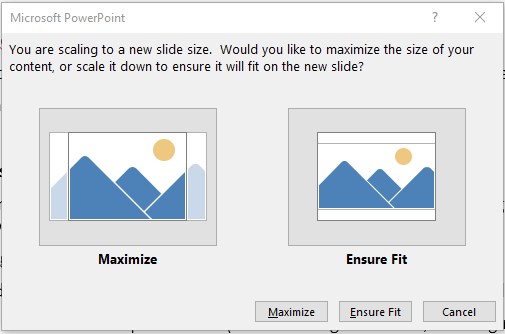 Microsoft PowerPoint
?
You are scaling to a new slide size.  Would you like to maximize the size of your
content, or scale it down to ensure it will fit on the new slide?
Maximize
Ensure Fit
Maximize
Ensure Fit
Cancel